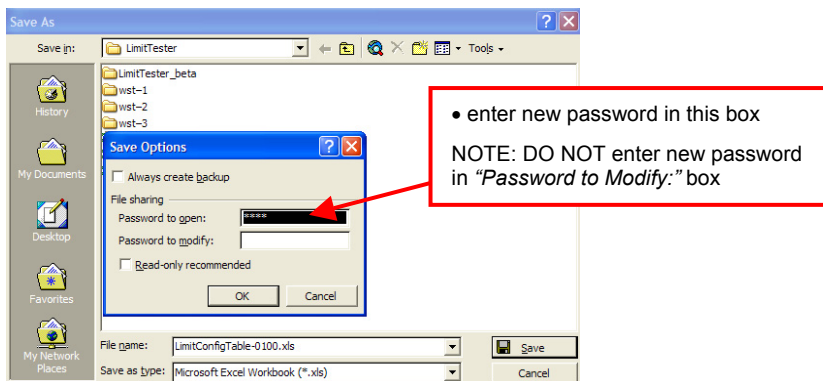 Save As
Save in:
LimitTester
Tools
History
My Documents
Desktop
Favorites
My Network
Places
LimitTester_beta
wst-1
wst-2
wst-3
Save Options
Always create backup
File sharing
Password to open:
****
Password to modify:
Read-only recommended
OK
Cancel
• enter new password in this box
NOTE: DO NOT enter new password
in "Password to Modify:" box
File name:
LimitConfigTable-0100.xls
Save
Save as type:
Microsoft Excel Workbook (*.xls)
Cancel